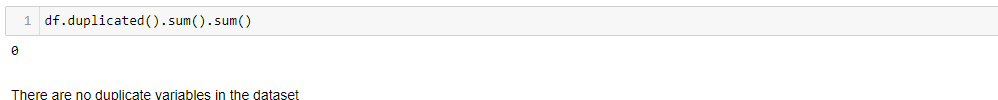 1 df.duplicated().sum().sum()
0
There are no duplicate variables in the dataset